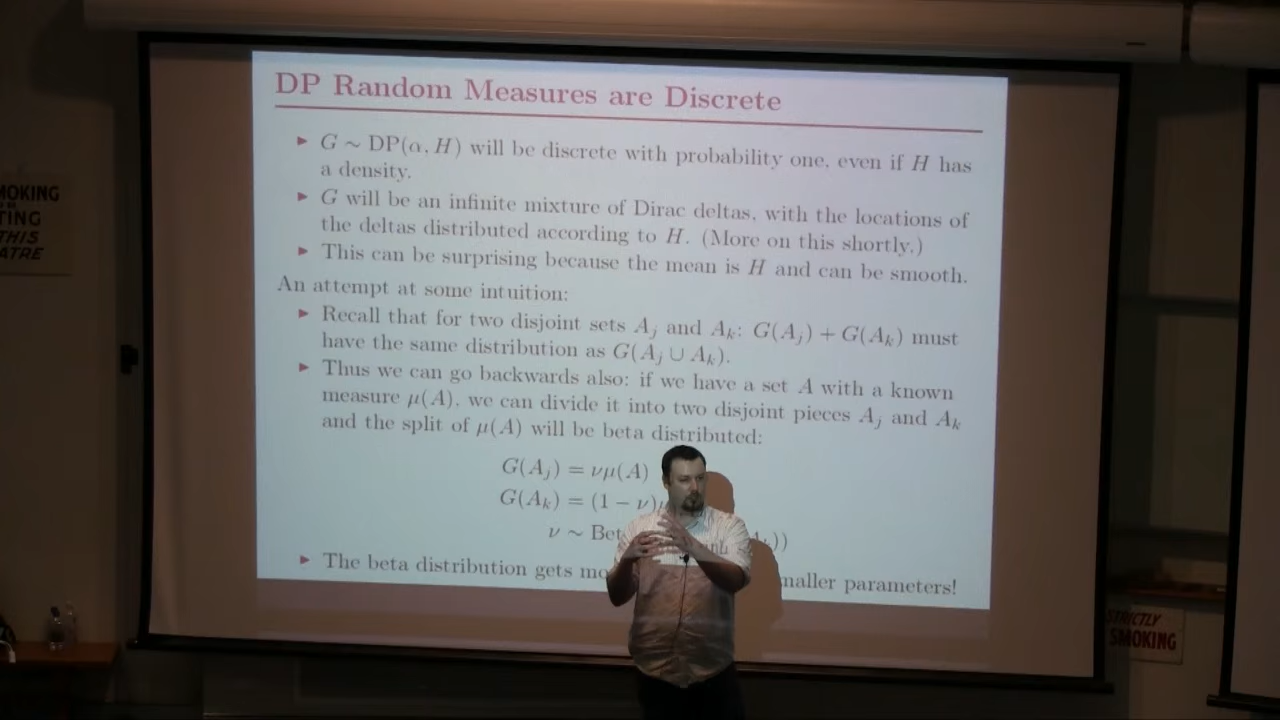 DP Random Measures are Discrete
G ∼ DP(α, H) will be discrete with probability one, even if H has
a density.
G will be an infinite mixture of Dirac deltas, with the locations of
the deltas distributed according to H. (More on this shortly.)
This can be surprising because the mean is H and can be smooth.
An attempt at some intuition:
Recall that for two disjoint sets A_j and A_k: G(A_j) + G(A_k) must
have the same distribution as G(A_j ∪ A_k).
Thus we can go backwards also: if we have a set A with a known
measure μ(A), we can divide it into two disjoint pieces A_j and A_k
and the split of μ(A) will be beta distributed:
G(A_j) = νμ(A)
G(A_k) = (1 − ν)
ν ∼ Bet
The beta distribution gets mo maller parameters!
MOKING
OR
TING
THIS
ATRE
STRICTLY
SMOKING